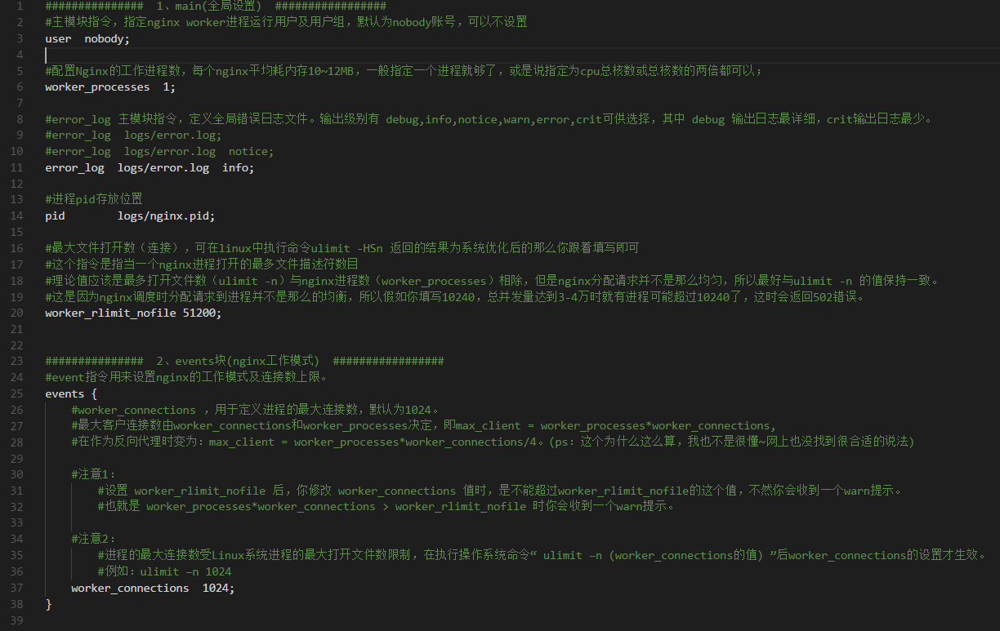 1 ############### 1、main(全局设置) #################
2 #主模块指令，指定nginx worker进程运行用户及用户组，默认为nobody账号，可以不设置
3 user  nobody;
4
5 #配置Nginx的工作进程数，每个nginx平均耗内存10~12MB，一般指定一个进程就够了，或是说指定为cpu总核数或总核数的两倍都可以；
6 worker_processes  1;
7
8 #error_log 主模块指令，定义全局错误日志文件。输出级别有 debug,info,notice,warn,error,crit可供选择，其中 debug 输出日志最详细，crit输出日志最少。
9 #error_log  logs/error.log;
10 #error_log  logs/error.log  notice;
11 error_log  logs/error.log  info;
12
13 #进程pid存放位置
14 pid        logs/nginx.pid;
15
16 #最大文件打开数（连接），可在linux中执行命令ulimit -HSn 返回的结果为系统优化后的那么你跟着填写即可
17 #这个指令是指当一个nginx进程打开的最多文件描述符数目
18 #理论值应该是最多打开文件数（ulimit -n）与nginx进程数（worker_processes）相除，但是nginx分配请求并不是那么均匀，所以最好与ulimit -n 的值保持一致。
19 #这是因为nginx调度时分配请求到进程并不是那么的均衡，所以假如你填写10240，总并发量达到3-4万时就有进程可能超过10240了，这时会返回502错误。
20 worker_rlimit_nofile 51200;
21
22
23 ############### 2、events块(nginx工作模式) #################
24 #event指令用来设置nginx的工作模式及连接数上限。
25 events {
26     #worker_connections ，用于定义进程的最大连接数，默认为1024。
27     #最大客户连接数由worker_connections和worker_processes决定，即max_client = worker_processes*worker_connections,
28     #在作为反向代理时变为：max_client = worker_processes*worker_connections/4。(ps：这个为什么这么算，我也不是很懂~网上也没找到很合适的说法)
29
30     #注意1：
31         #设置 worker_rlimit_nofile 后，你修改 worker_connections 值时，是不能超过worker_rlimit_nofile的这个值，不然你会收到一个warn提示。
32         #也就是 worker_processes*worker_connections > worker_rlimit_nofile 时你会收到一个warn提示。
33
34     #注意2：
35         #进程的最大连接数受Linux系统进程的最大打开文件数限制，在执行操作系统命令“ ulimit –n (worker_connections的值) ”后worker_connections的设置才生效。
36         #例如：ulimit –n 1024
37     worker_connections  1024;
38 }
39